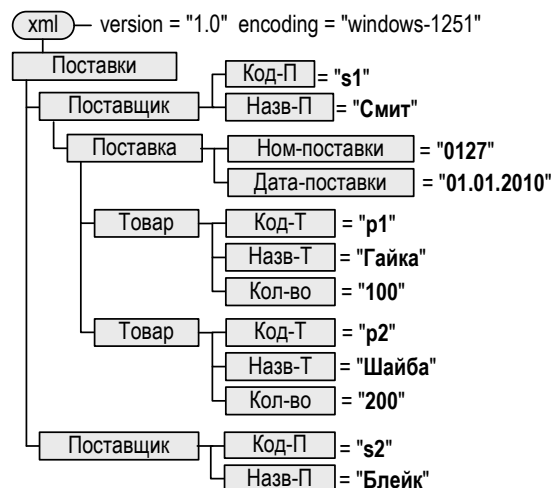 xml version = "1.0" encoding = "windows-1251"
Поставки
Код-П = "s1"
Поставщик Назв-П = "Смит"
Поставка Ном-поставки = "0127"
Дата-поставки = "01.01.2010"
Товар Код-Т = "p1"
Назв-Т = "Гайка"
Кол-во = "100"
Товар Код-Т = "p2"
Назв-Т = "Шайба"
Кол-во = "200"
Поставщик Код-П = "s2"
Назв-П = "Блейк"